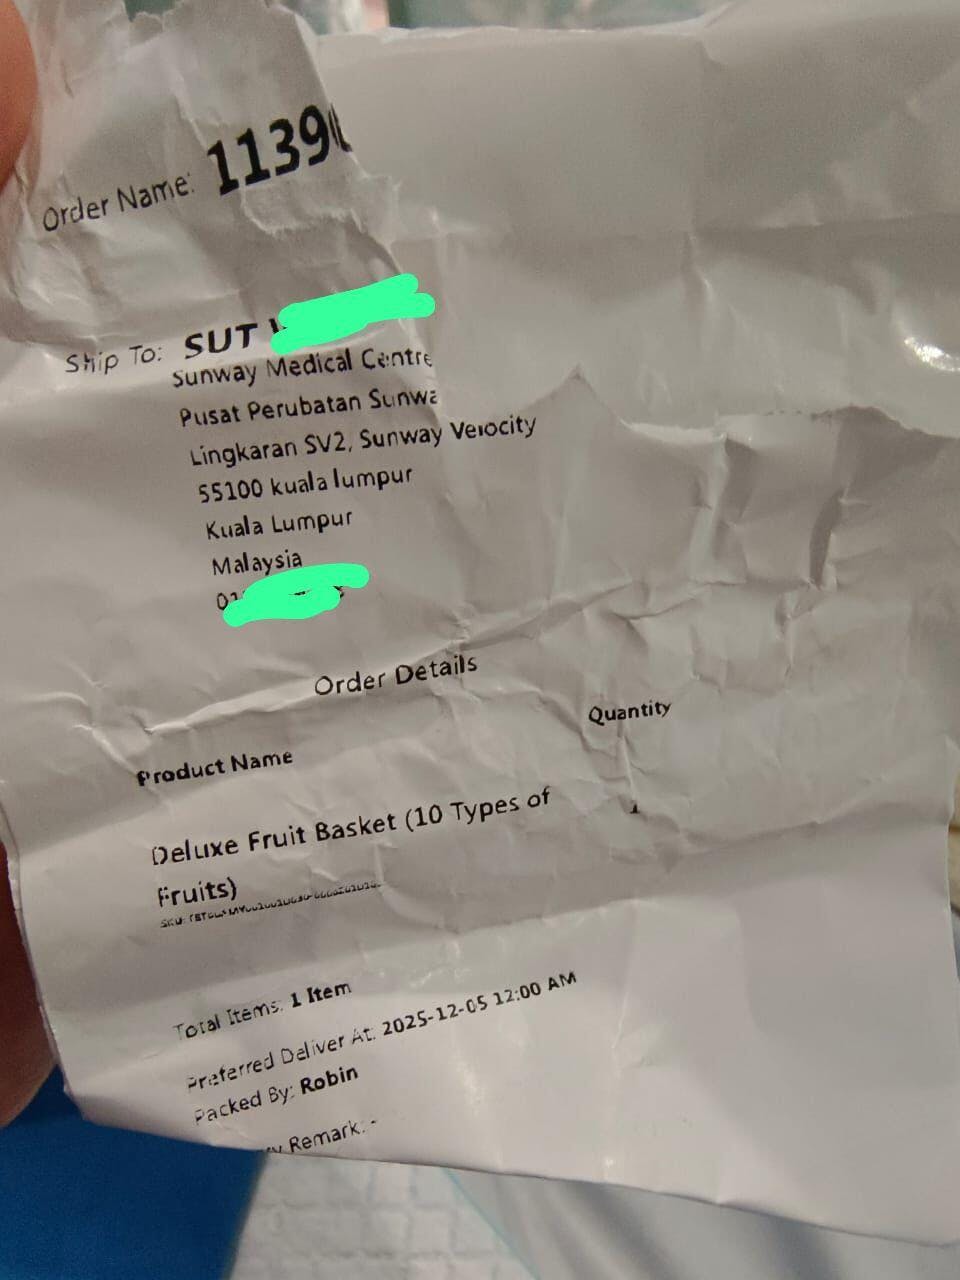 Order Name: 1139
Ship To: SUT
Sunway Medical Centre
Pusat Perubatan Sunwa
Lingkaran SV2, Sunway Velocity
55100 kuala lumpur
Kuala Lumpur
Malaysia
Order Details
Product Name Quantity
Deluxe Fruit Basket (10 Types of 1
Fruits)
SKU:
Total Items: 1 Item
Preferred Deliver At: 2025-12-05 12:00 AM
Packed By: Robin
Remark: -